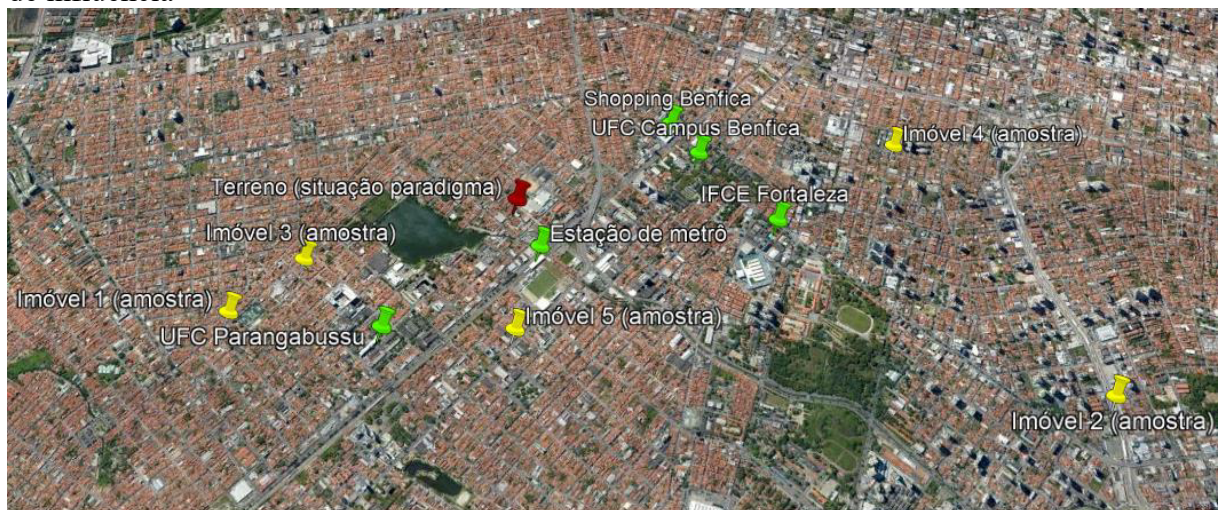 Shopping Benfica
UFC Campus Benfica
Imóvel 4 (amostra)
Terreno (situação paradigma)
IFCE Fortaleza
Imóvel 3 (amostra)
Estação de metrô
Imóvel 1 (amostra)
Imóvel 5 (amostra)
UFC Parangabussu
Imóvel 2 (amostra)